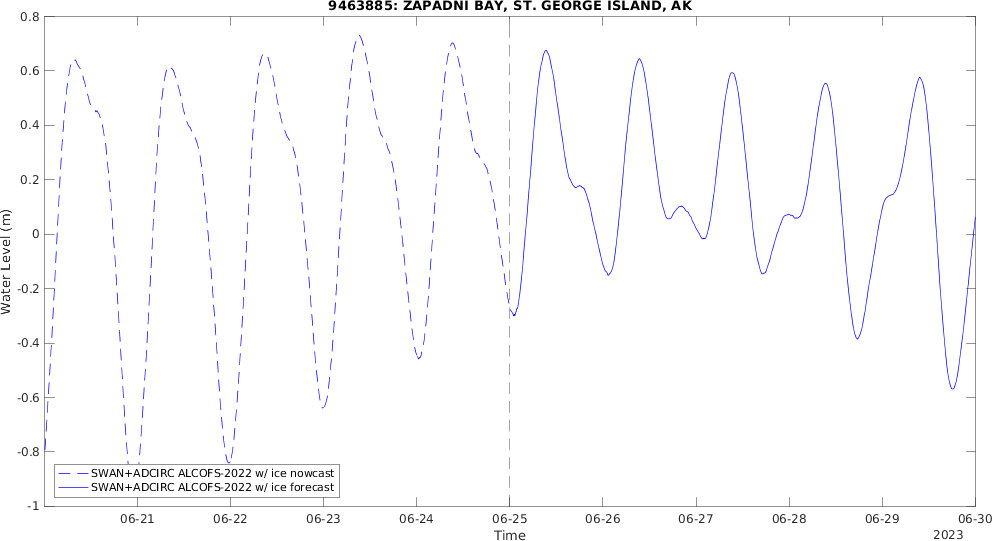 9463885: ZAPADNI BAY, ST. GEORGE ISLAND, AK
0.8
0.6
0.4
0.2
0
-0.2
-0.4
-0.6
-0.8
-1
Water Level (m)
SWAN+ADCIRC ALCOFS-2022 w/ ice nowcast
SWAN+ADCIRC ALCOFS-2022 w/ ice forecast
06-21 06-22 06-23 06-24 06-25 06-26 06-27 06-28 06-29 06-30
Time
2023